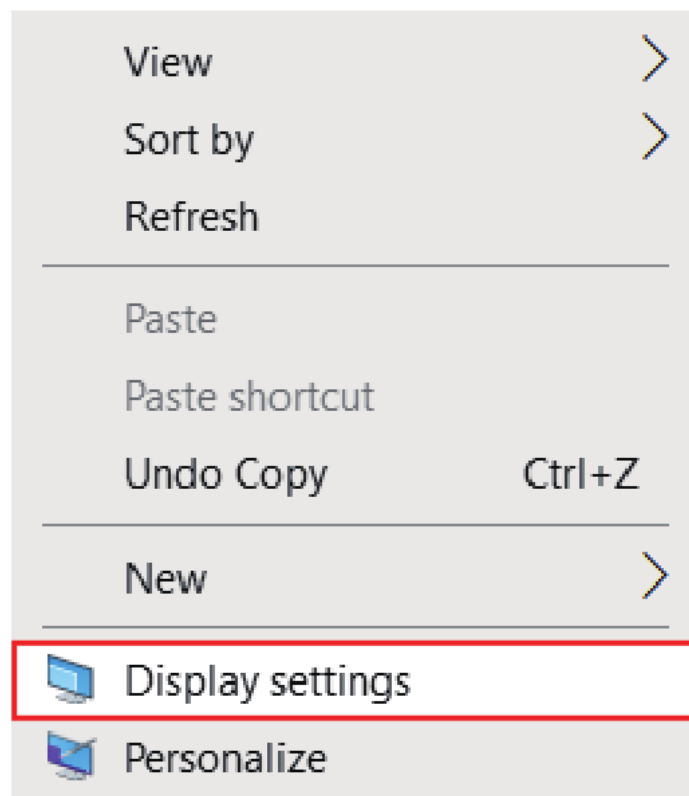 View
Sort by
Refresh
Paste
Paste shortcut
Undo Copy Ctrl+Z
New
Display settings
Personalize